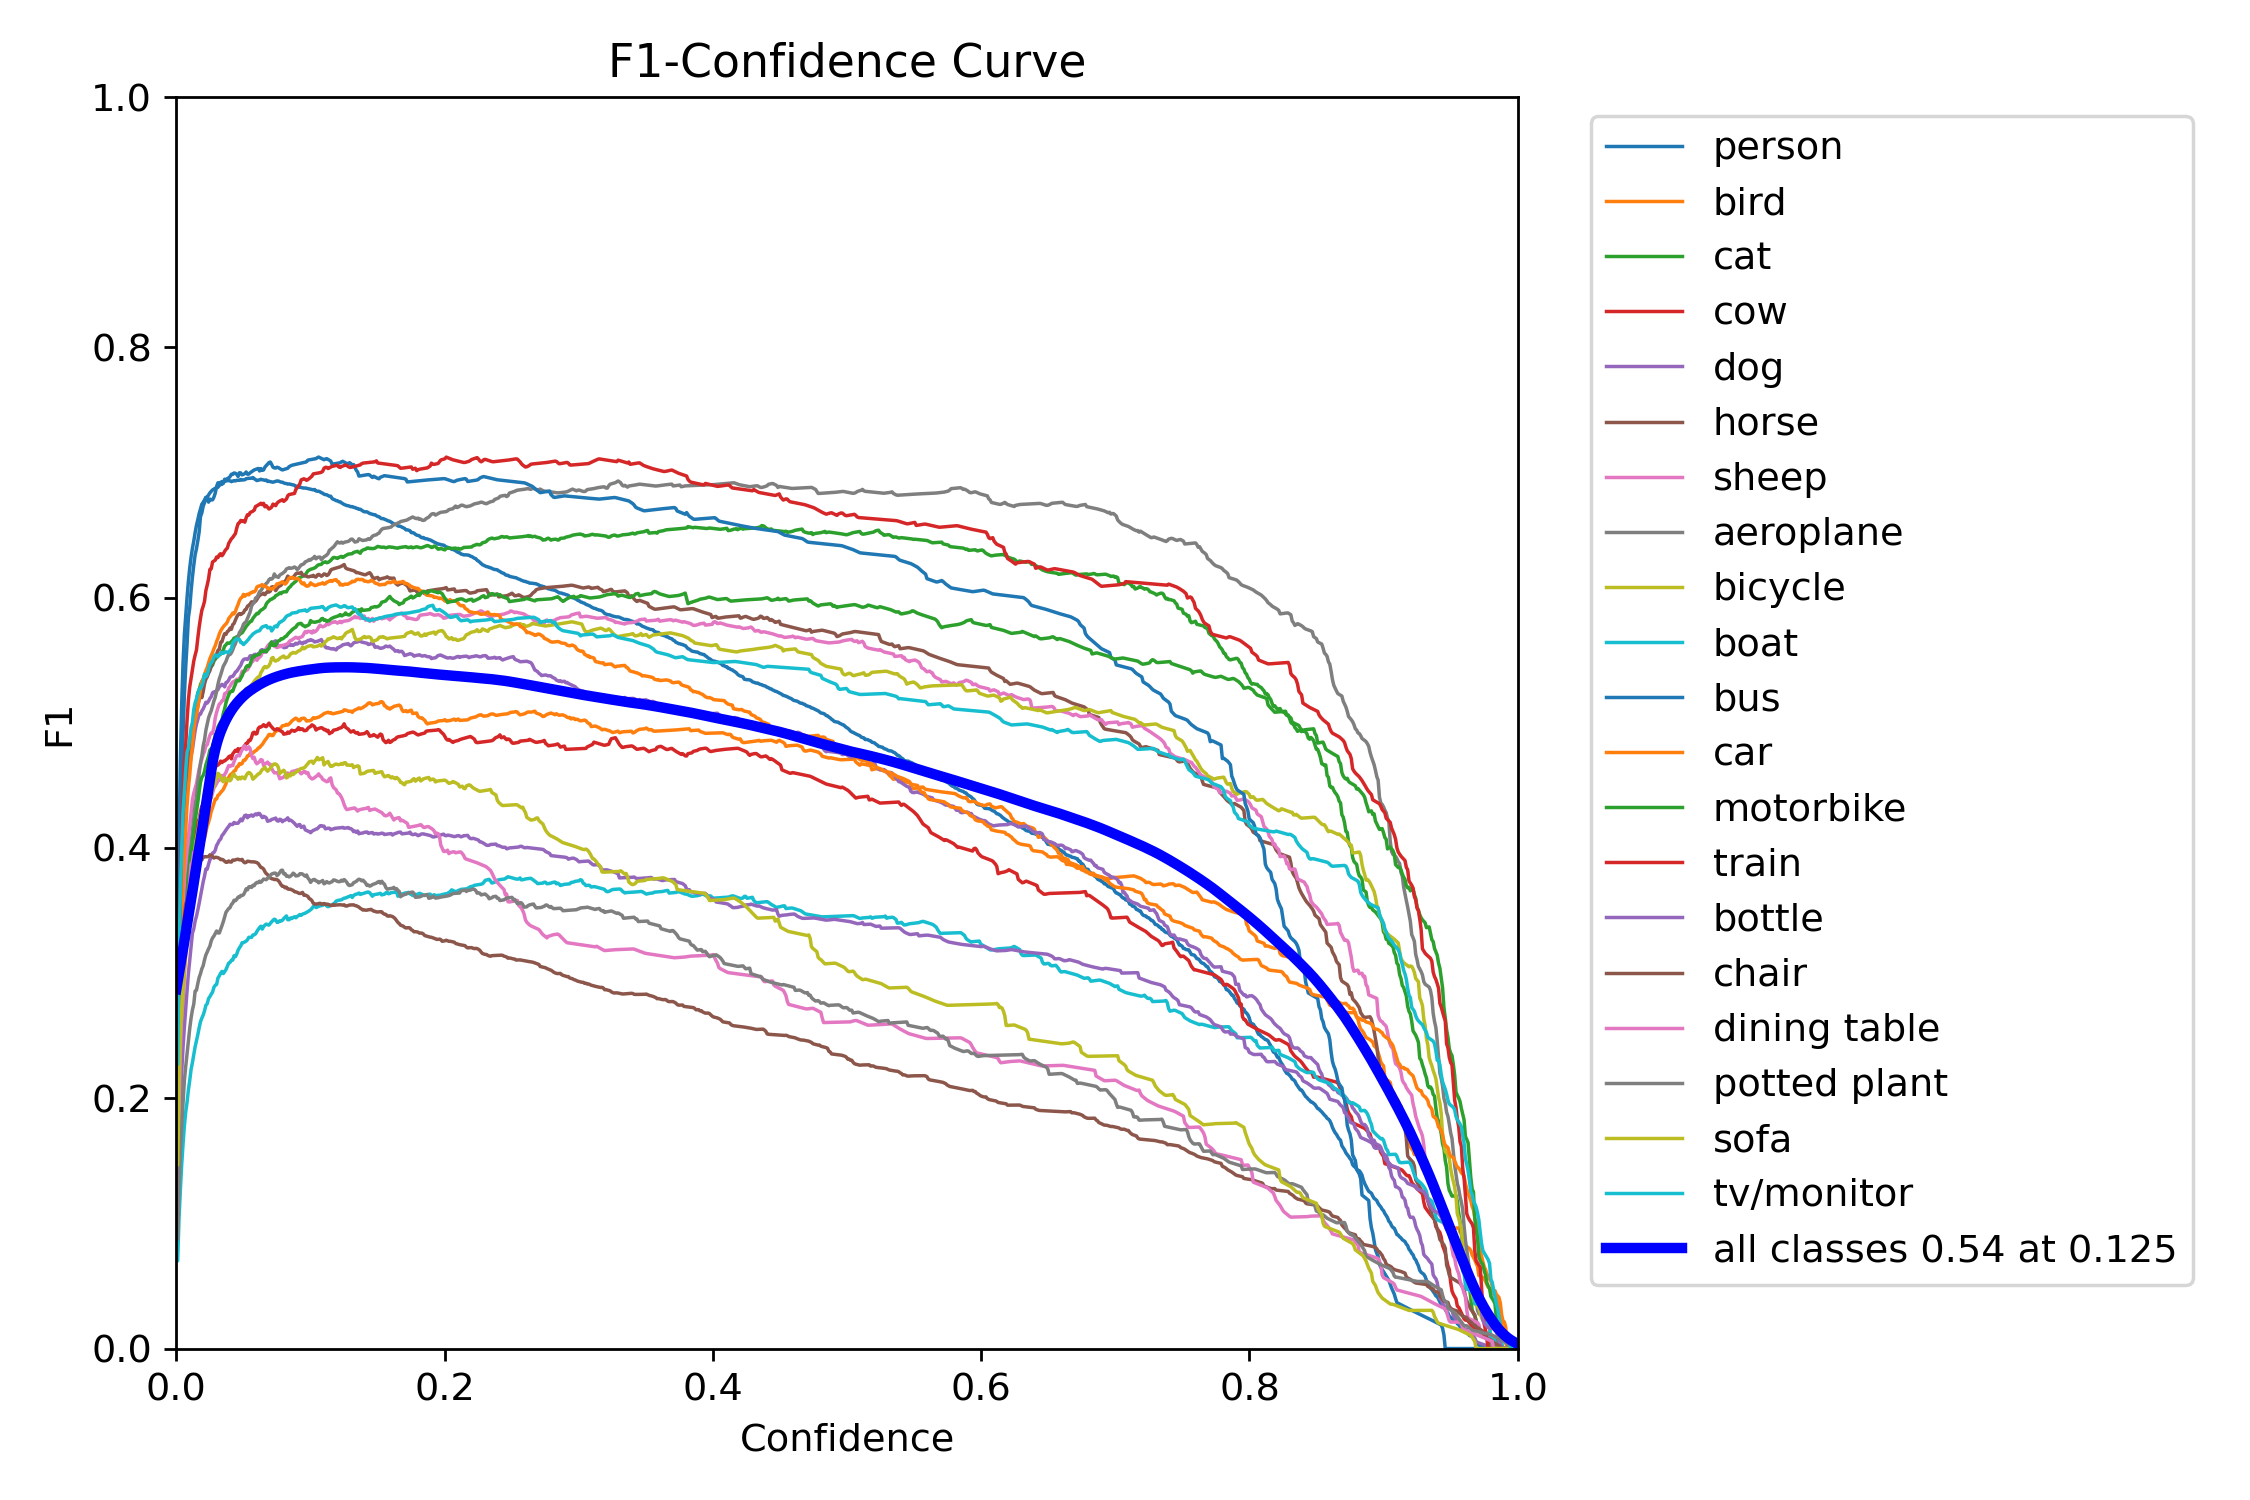 F1-Confidence Curve
1.0
0.8
0.6
0.4
0.2
0.0
F1
0.0 0.2 0.4 0.6 0.8 1.0
Confidence
person
bird
cat
cow
dog
horse
sheep
aeroplane
bicycle
boat
bus
car
motorbike
train
bottle
chair
dining table
potted plant
sofa
tv/monitor
all classes 0.54 at 0.125